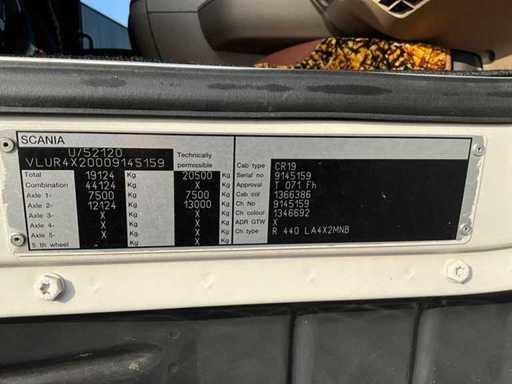 SCANIA
U/52120
VLUR4X20009145159 Technically permissible
Total 19124 Kg 20500 Kg
Combination 44124 Kg X Kg
Axle 1- 7500 Kg 7500 Kg
Axle 2- 12124 Kg 13000 Kg
Axle 3- X Kg X Kg
Axle 4- X Kg X Kg
Axle 5- X Kg X Kg
5 th wheel X Kg X Kg
Cab type CR19
Serial no 9145159
Approval T 071 Fh
Cab col 1366386
Ch No 9145159
Ch colour 1346692
ADR GTW X
Ch type R 440 LA4X2MNB